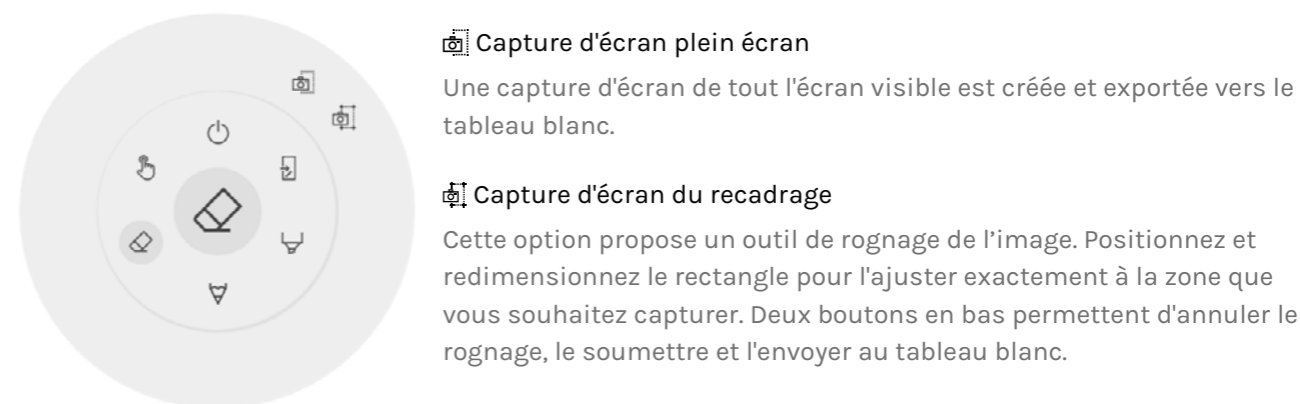 Capture d'écran plein écran
Une capture d'écran de tout l'écran visible est créée et exportée vers le
tableau blanc.
Capture d'écran du recadrage
Cette option propose un outil de rognage de l’image. Positionnez et
redimensionnez le rectangle pour l'ajuster exactement à la zone que
vous souhaitez capturer. Deux boutons en bas permettent d'annuler le
rognage, le soumettre et l'envoyer au tableau blanc.